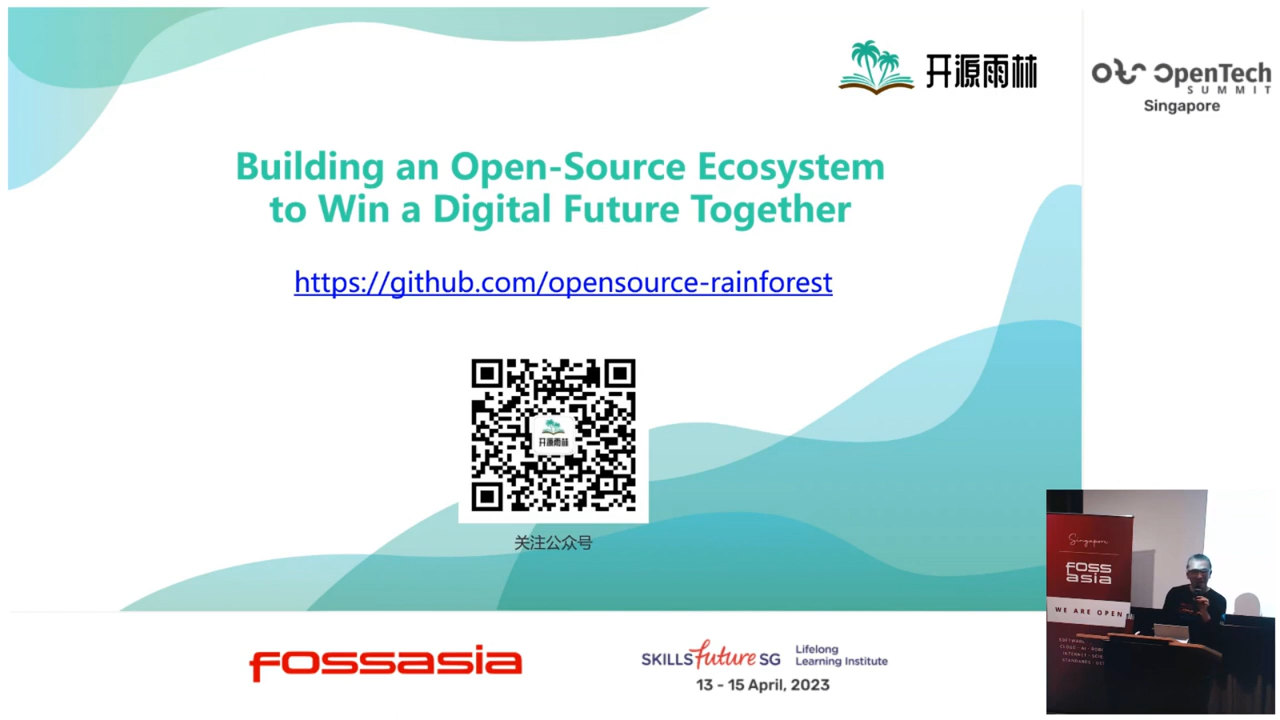 开源雨林
OpenTech
SUMMIT
Singapore
Building an Open-Source Ecosystem
to Win a Digital Future Together
https://github.com/opensource-rainforest
开源雨林
关注公众号
Singapore
foss
asia
WE ARE OPEN
fossasia
SKILLSfuture SG
Lifelong
Learning Institute
13 - 15 April, 2023